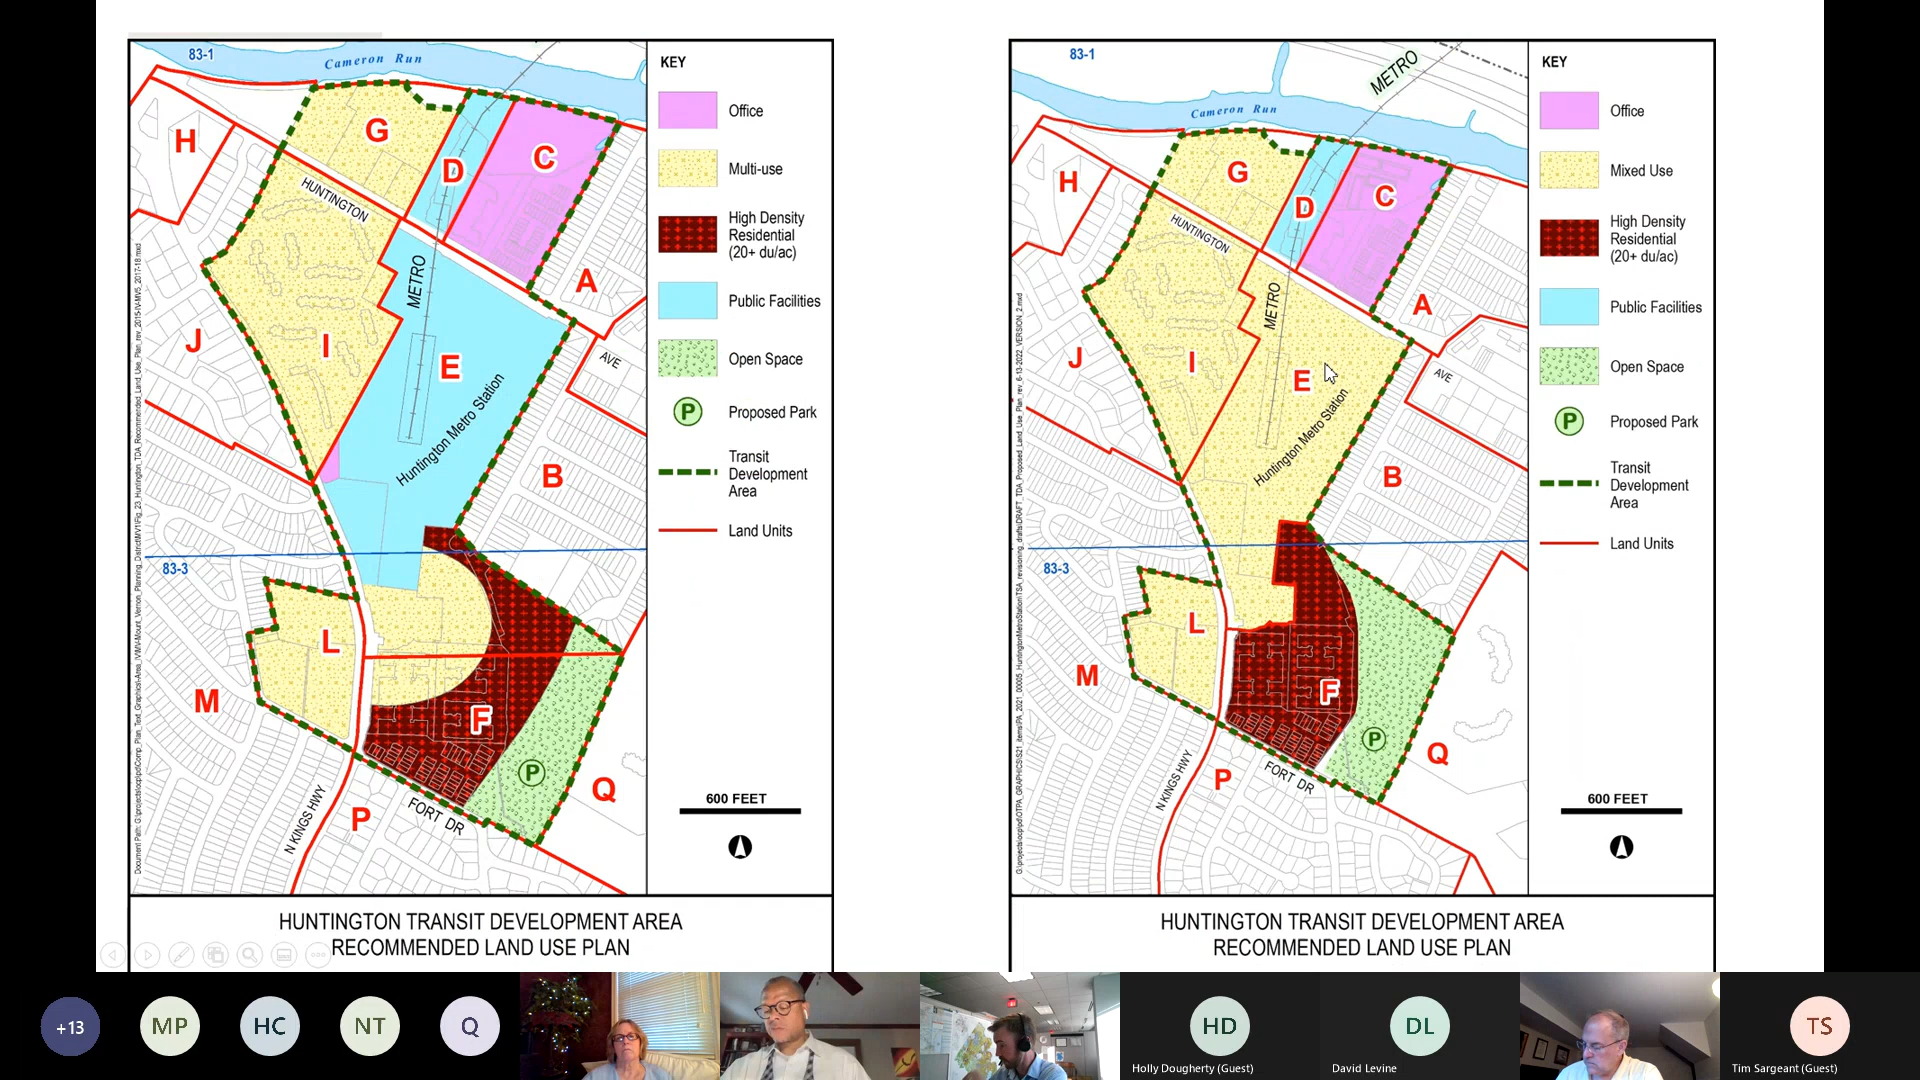 83-1
Cameron Run
H
G
D
C
HUNTINGTON
METRO
A
J
I
E
AVE
Huntington Metro Station
B
83-3
L
M
F
P
Q
P
N KINGS HWY
FORT DR
KEY
Office
Multi-use
High Density
Residential
(20+ du/ac)
Public Facilities
Open Space
P Proposed Park
Transit
Development
Area
Land Units
600 FEET
HUNTINGTON TRANSIT DEVELOPMENT AREA
RECOMMENDED LAND USE PLAN
83-1
METRO
Cameron Run
H
G
D
C
HUNTINGTON
METRO
A
J
I
E
AVE
Huntington Metro Station
B
83-3
L
M
F
P
Q
P
N KINGS HWY
FORT DR
KEY
Office
Mixed Use
High Density
Residential
(20+ du/ac)
Public Facilities
Open Space
P Proposed Park
Transit
Development
Area
Land Units
600 FEET
HUNTINGTON TRANSIT DEVELOPMENT AREA
RECOMMENDED LAND USE PLAN
+13
MP
HC
NT
Q
HD
Holly Dougherty (Guest)
DL
David Levine
TS
Tim Sargeant (Guest)